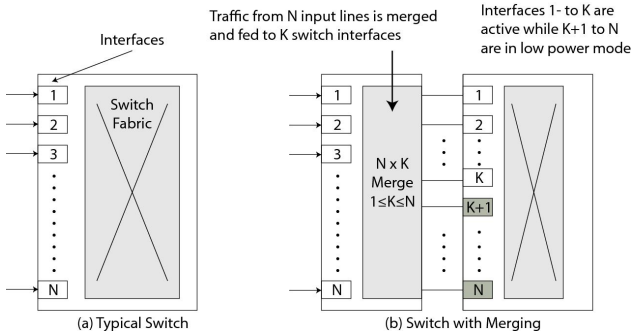 Traffic from N input lines is merged
and fed to K switch interfaces
Interfaces 1- to K are
active while K+1 to N
are in low power mode
Interfaces
1
2
3
N
Switch
Fabric
(a) Typical Switch
1
2
3
N
N x K
Merge
1≤K≤N
1
2
K
K+1
N
(b) Switch with Merging